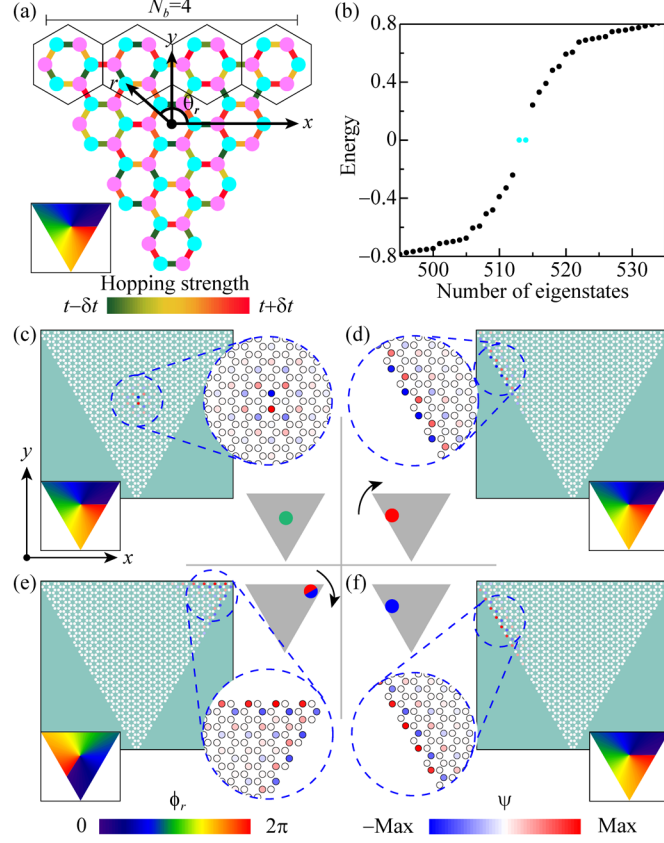 (a)
N_b=4
y
r
θ_r
x
Hopping strength
t−δt
t+δt
(b)
0.8
0.4
0
−0.4
−0.8
Energy
500
510
520
530
Number of eigenstates
(c)
(d)
y
x
(e)
(f)
ϕ_r
0
2π
ψ
−Max
Max